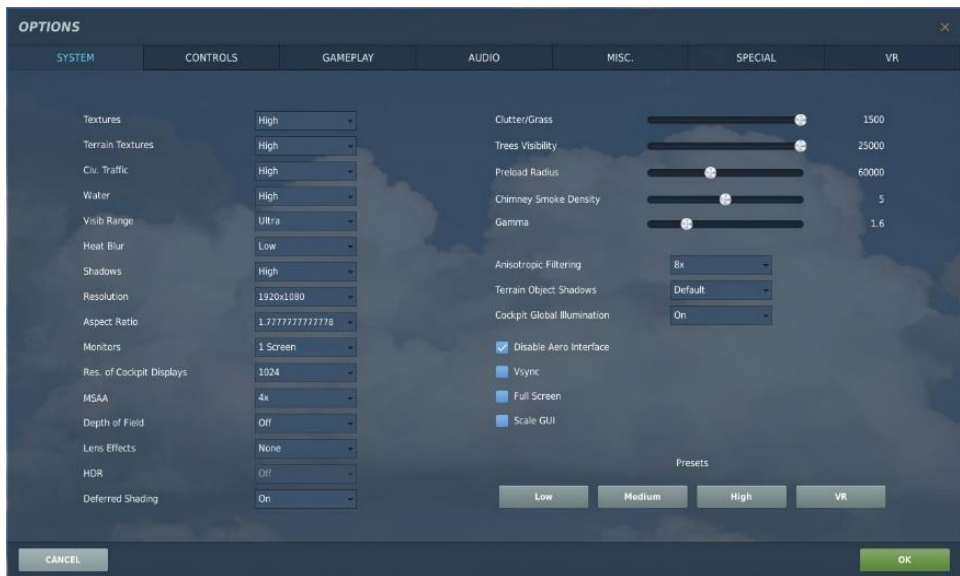 OPTIONS
SYSTEM CONTROLS GAMEPLAY AUDIO MISC. SPECIAL VR
Textures High
Terrain Textures High
Civ. Traffic High
Water High
Visib Range Ultra
Heat Blur Low
Shadows High
Resolution 1920x1080
Aspect Ratio 1.7777777777778
Monitors 1 Screen
Res. of Cockpit Displays 1024
MSAA 4x
Depth of Field Off
Lens Effects None
HDR Off
Deferred Shading On
Clutter/Grass 1500
Trees Visibility 25000
Preload Radius 60000
Chimney Smoke Density 5
Gamma 1.6
Anisotropic Filtering 8x
Terrain Object Shadows Default
Cockpit Global Illumination On
Disable Aero Interface
Vsync
Full Screen
Scale GUI
Presets
Low Medium High VR
CANCEL OK